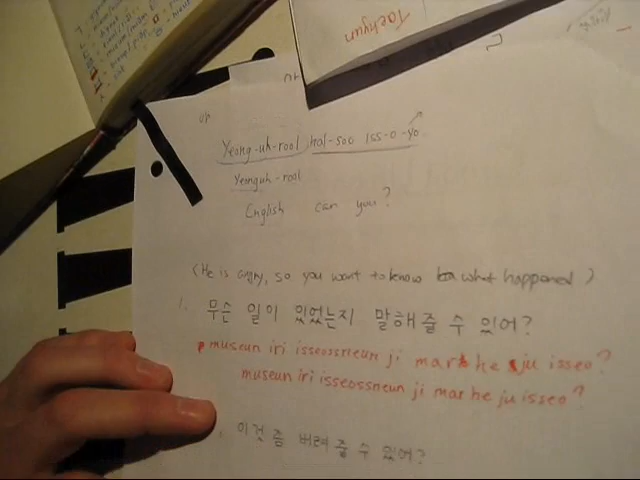 Taehyun
Yeong-uh-rool hal-soo iss-o-yo
Yeonguh-rool
English can you?
(He is angry, so you want to know what happened)
1. 무슨 일이 있었는지 말해줄 수 있어?
museun iri isseossneun ji marhe ju isseo?
museun iri isseossneun ji marhe ju isseo?
이것 좀 버려줄 수 있어?